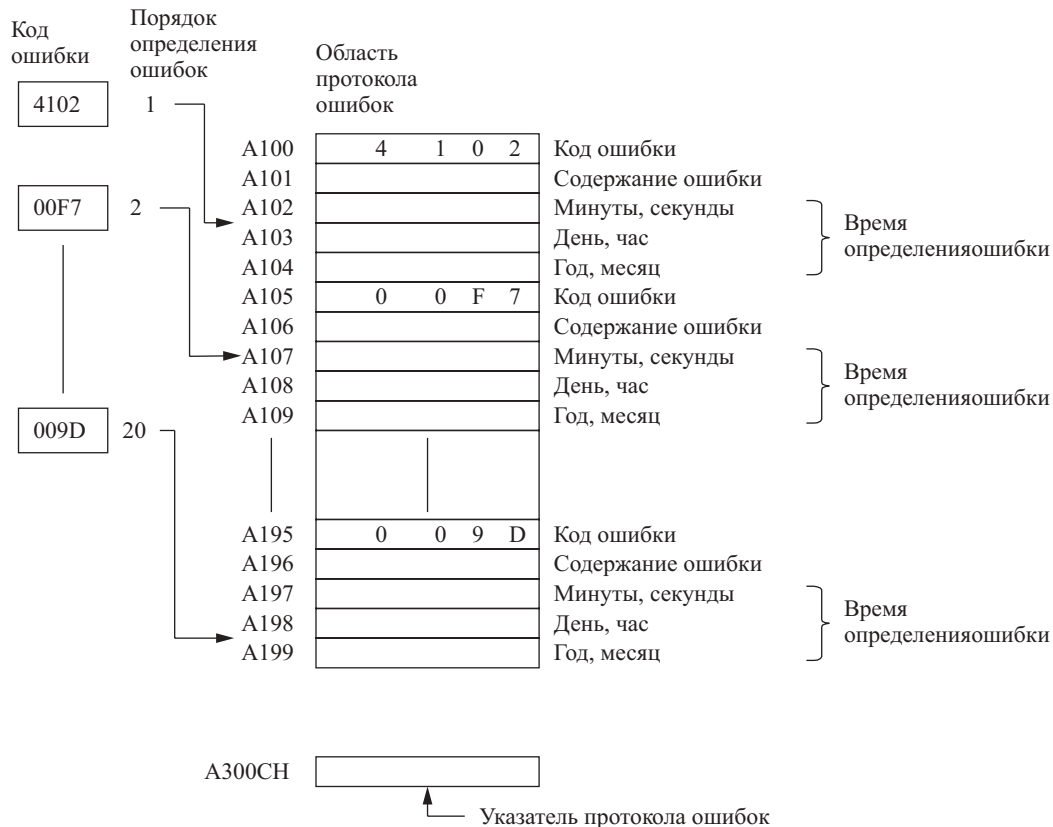 Код
ошибки
Порядок
определения
ошибок
Область
протокола
ошибок
4102
1
A100 4 1 0 2 Код ошибки
A101 Содержание ошибки
00F7
2
A102 Минуты, секунды
A103 День, час
A104 Год, месяц
Время
определенияошибки
A105 0 0 F 7 Код ошибки
A106 Содержание ошибки
A107 Минуты, секунды
A108 День, час
A109 Год, месяц
Время
определенияошибки
009D
20
A195 0 0 9 D Код ошибки
A196 Содержание ошибки
A197 Минуты, секунды
A198 День, час
A199 Год, месяц
Время
определенияошибки
A300CH
Указатель протокола ошибок